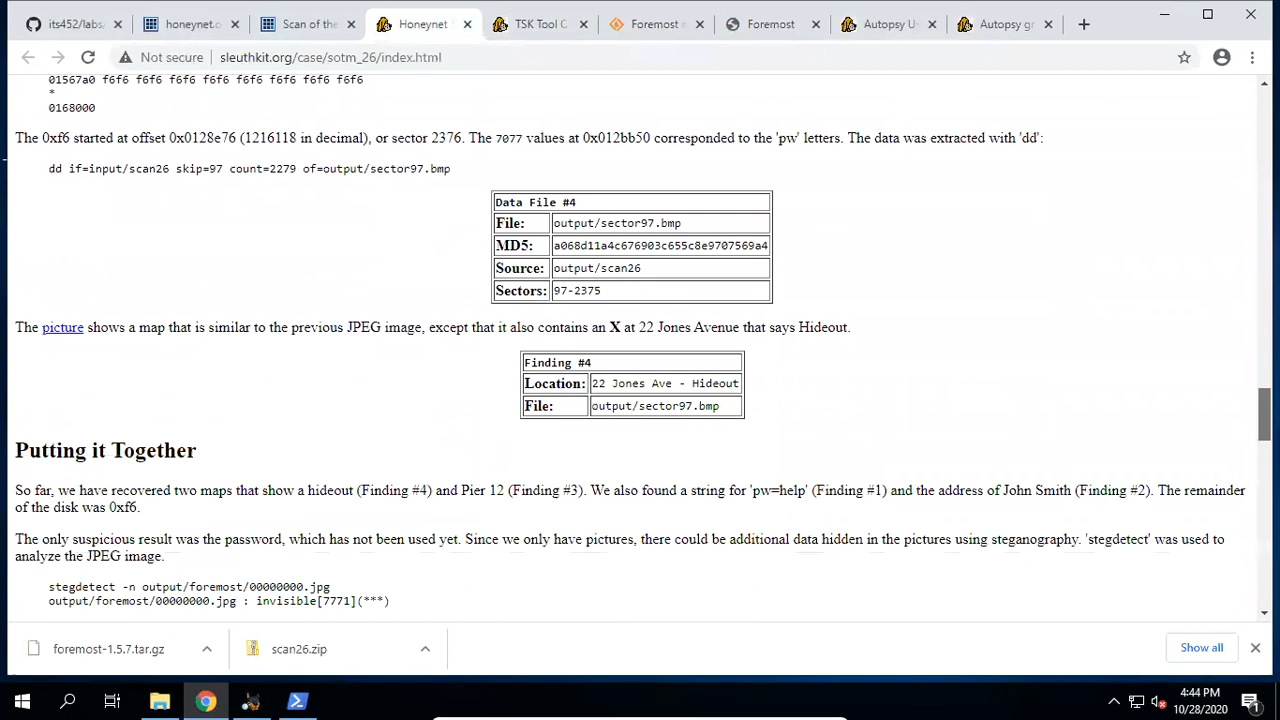 its452/labs/
honeynet.o
Scan of the
Honeynet S
TSK Tool O
Foremost e
Foremost
Autopsy U
Autopsy gr
Not secure
sleuthkit.org/case/sotm_26/index.html
01567a0 f6f6 f6f6 f6f6 f6f6 f6f6 f6f6 f6f6 f6f6
*
0168000
The 0xf6 started at offset 0x0128e76 (1216118 in decimal), or sector 2376. The 7077 values at 0x012bb50 corresponded to the 'pw' letters. The data was extracted with 'dd':
dd if=input/scan26 skip=97 count=2279 of=output/sector97.bmp
Data File #4
File: output/sector97.bmp
MD5: a068d11a4c676903c655c8e9707569a4
Source: output/scan26
Sectors: 97-2375
The picture shows a map that is similar to the previous JPEG image, except that it also contains an X at 22 Jones Avenue that says Hideout.
Finding #4
Location: 22 Jones Ave - Hideout
File: output/sector97.bmp
Putting it Together
So far, we have recovered two maps that show a hideout (Finding #4) and Pier 12 (Finding #3). We also found a string for 'pw=help' (Finding #1) and the address of John Smith (Finding #2). The remainder
of the disk was 0xf6.
The only suspicious result was the password, which has not been used yet. Since we only have pictures, there could be additional data hidden in the pictures using steganography. 'stegdetect' was used to
analyze the JPEG image.
stegdetect -n output/foremost/00000000.jpg
output/foremost/00000000.jpg : invisible[7771](***)
foremost-1.5.7.tar.gz
scan26.zip
Show all
4:44 PM
10/28/2020
1